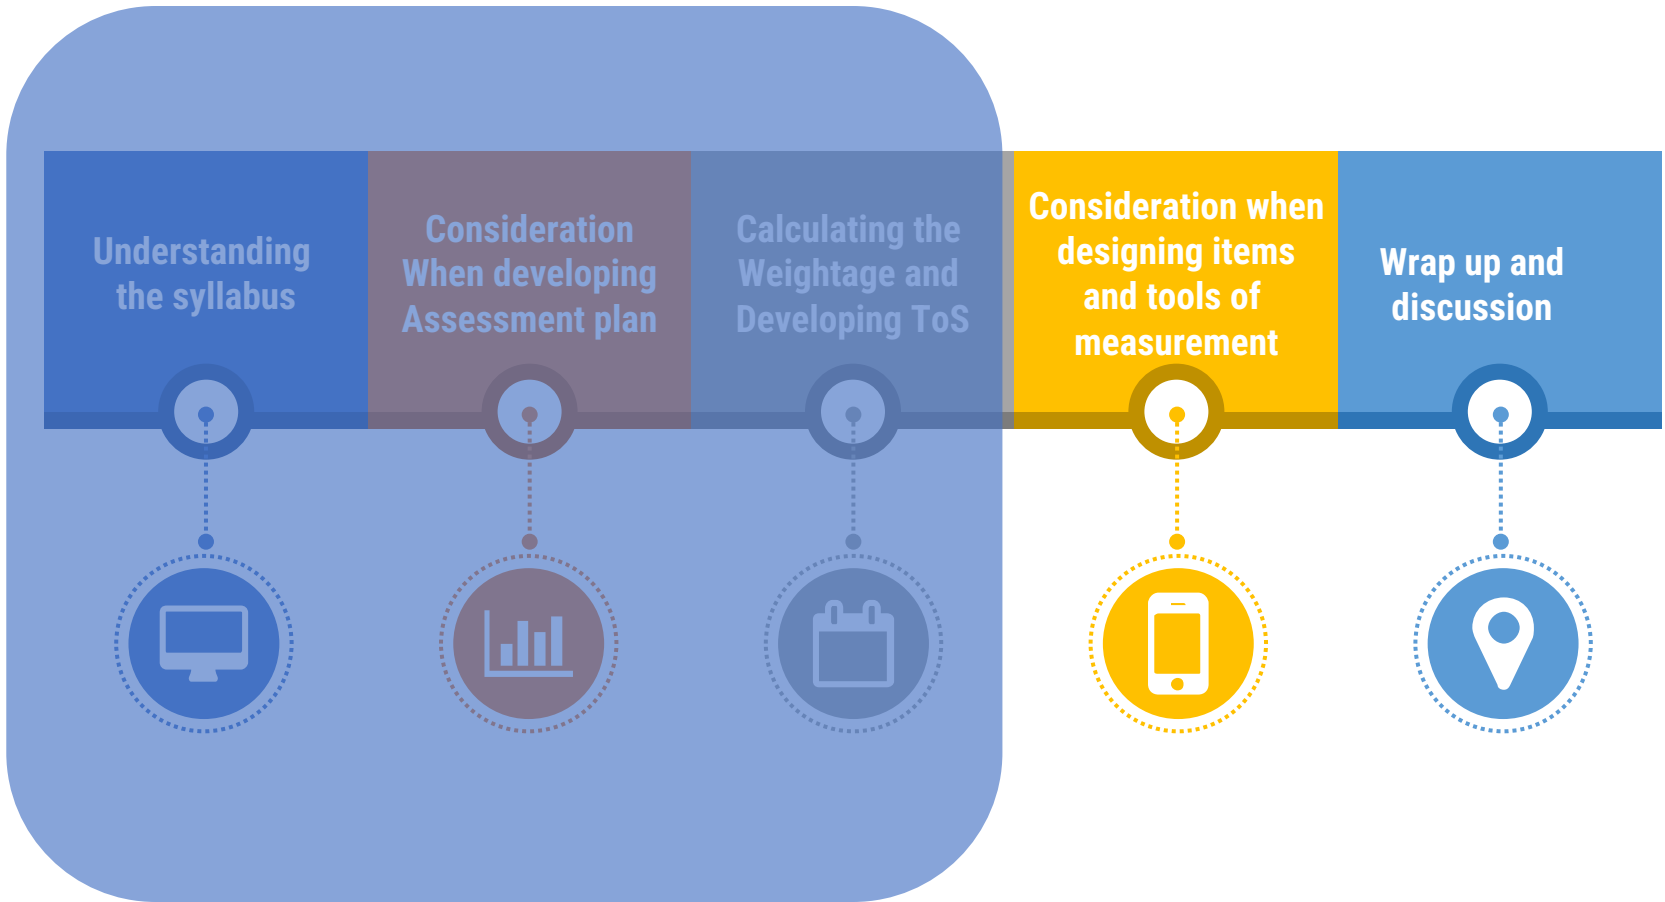 Understanding
the syllabus
Consideration
When developing
Assessment plan
Calculating the
Weightage and
Developing ToS
Consideration when
designing items
and tools of
measurement
Wrap up and
discussion